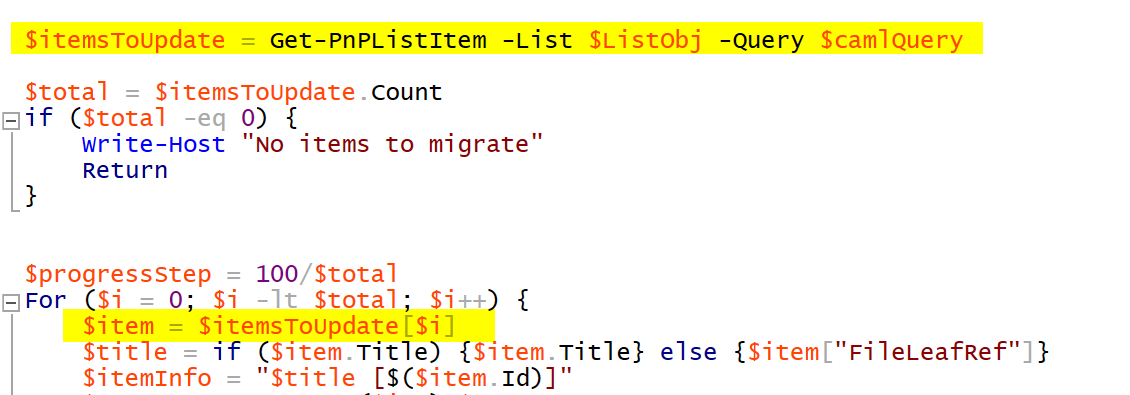 $itemsToUpdate = Get-PnPListItem -List $ListObj -Query $camlQuery
$total = $itemsToUpdate.Count
if ($total -eq 0) {
Write-Host "No items to migrate"
Return
}
$progressStep = 100/$total
For ($i = 0; $i -lt $total; $i++) {
$item = $itemsToUpdate[$i]
$title = if ($item.Title) {$item.Title} else {$item["FileLeafRef"]}
$itemInfo = "$title [$($item.Id)]"